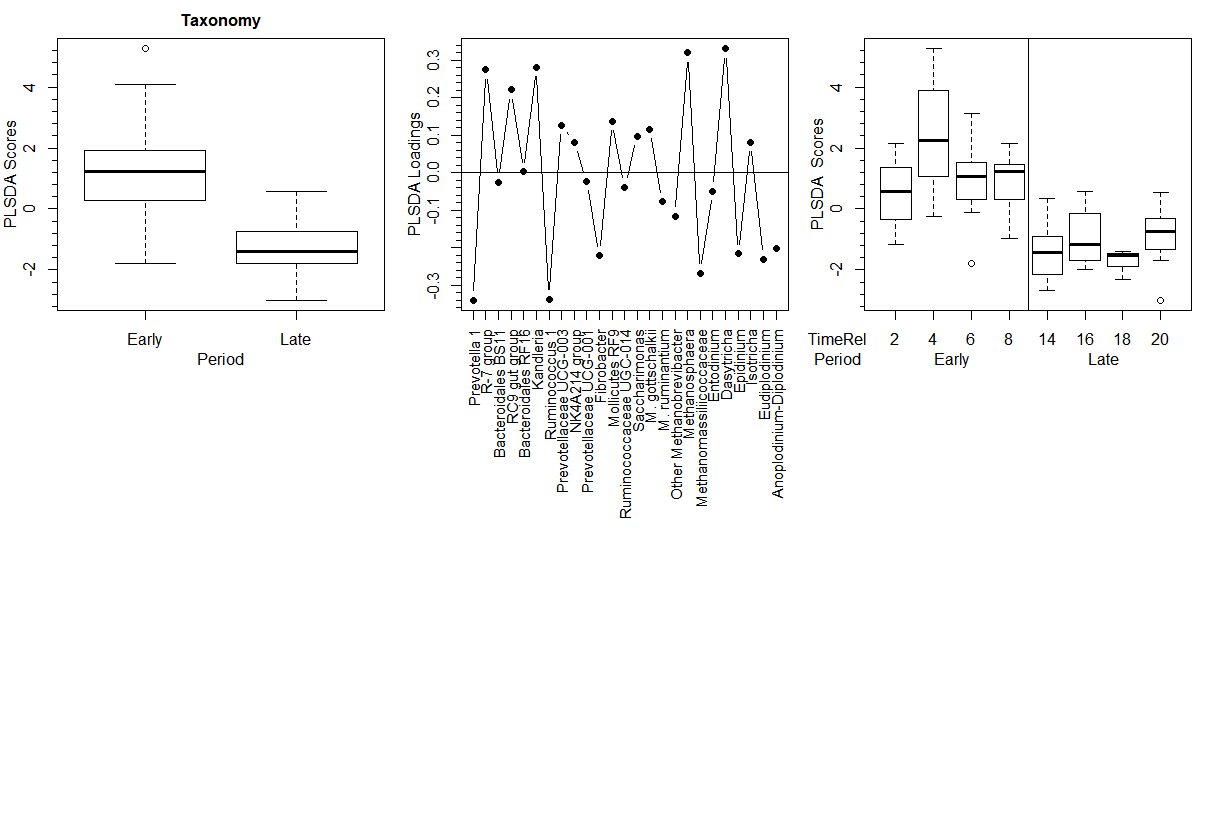 Taxonomy
PLSDA Scores
4
2
0
-2
Early
Late
Period
PLSDA Loadings
0.3
0.2
0.1
0.0
-0.1
-0.3
Prevotella 1
R-7 group
Bacteroidales BS11
RC9 gut group
Bacteroidales RF16
Kandleria
Ruminococcus 1
Prevotellaceae UCG-003
NK4A214 group
Prevotellaceae UCG-001
Fibrobacter
Mollicutes RF9
Ruminococcaceae UGC-014
Saccharimonas
M. gottschalkii
M. ruminantium
Other Methanobrevibacter
Methanosphaera
Methanomassiliicoccaceae
Entodinium
Dasytricha
Epidinium
Isotricha
Eudiplodinium
Anoplodinium-Diplodinium
PLSDA Scores
4
2
0
-2
TimeRel 2 4 6 8 14 16 18 20
Period Early Late